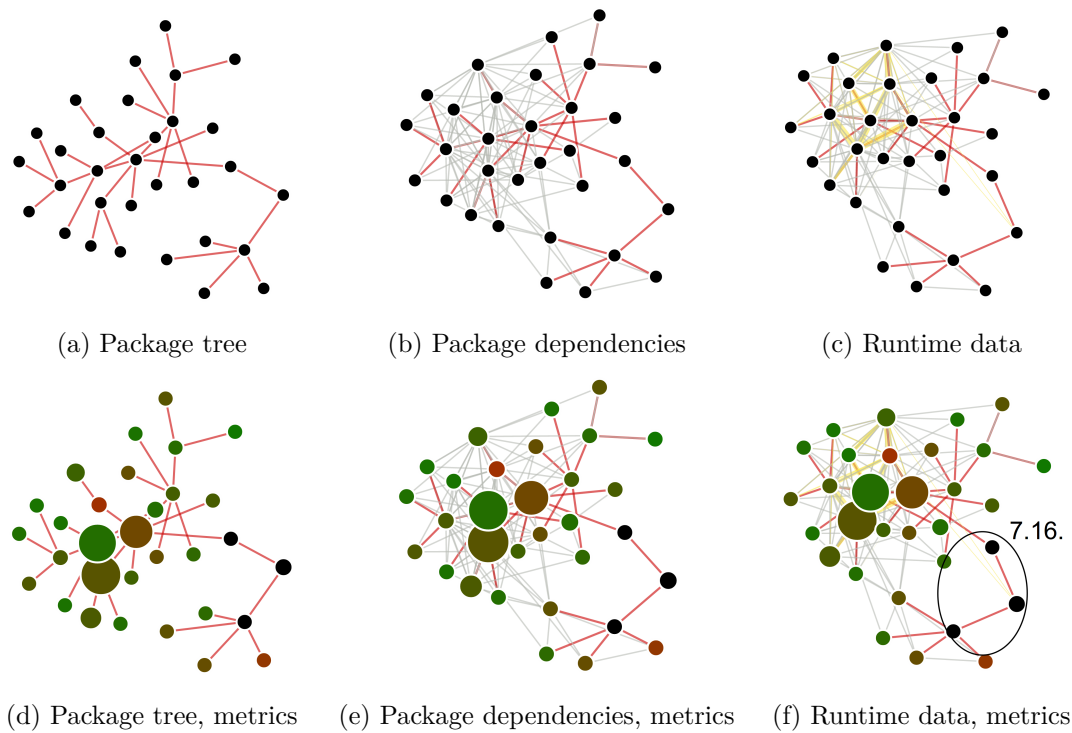 (a) Package tree
(b) Package dependencies
(c) Runtime data
7.16.
(d) Package tree, metrics
(e) Package dependencies, metrics
(f) Runtime data, metrics